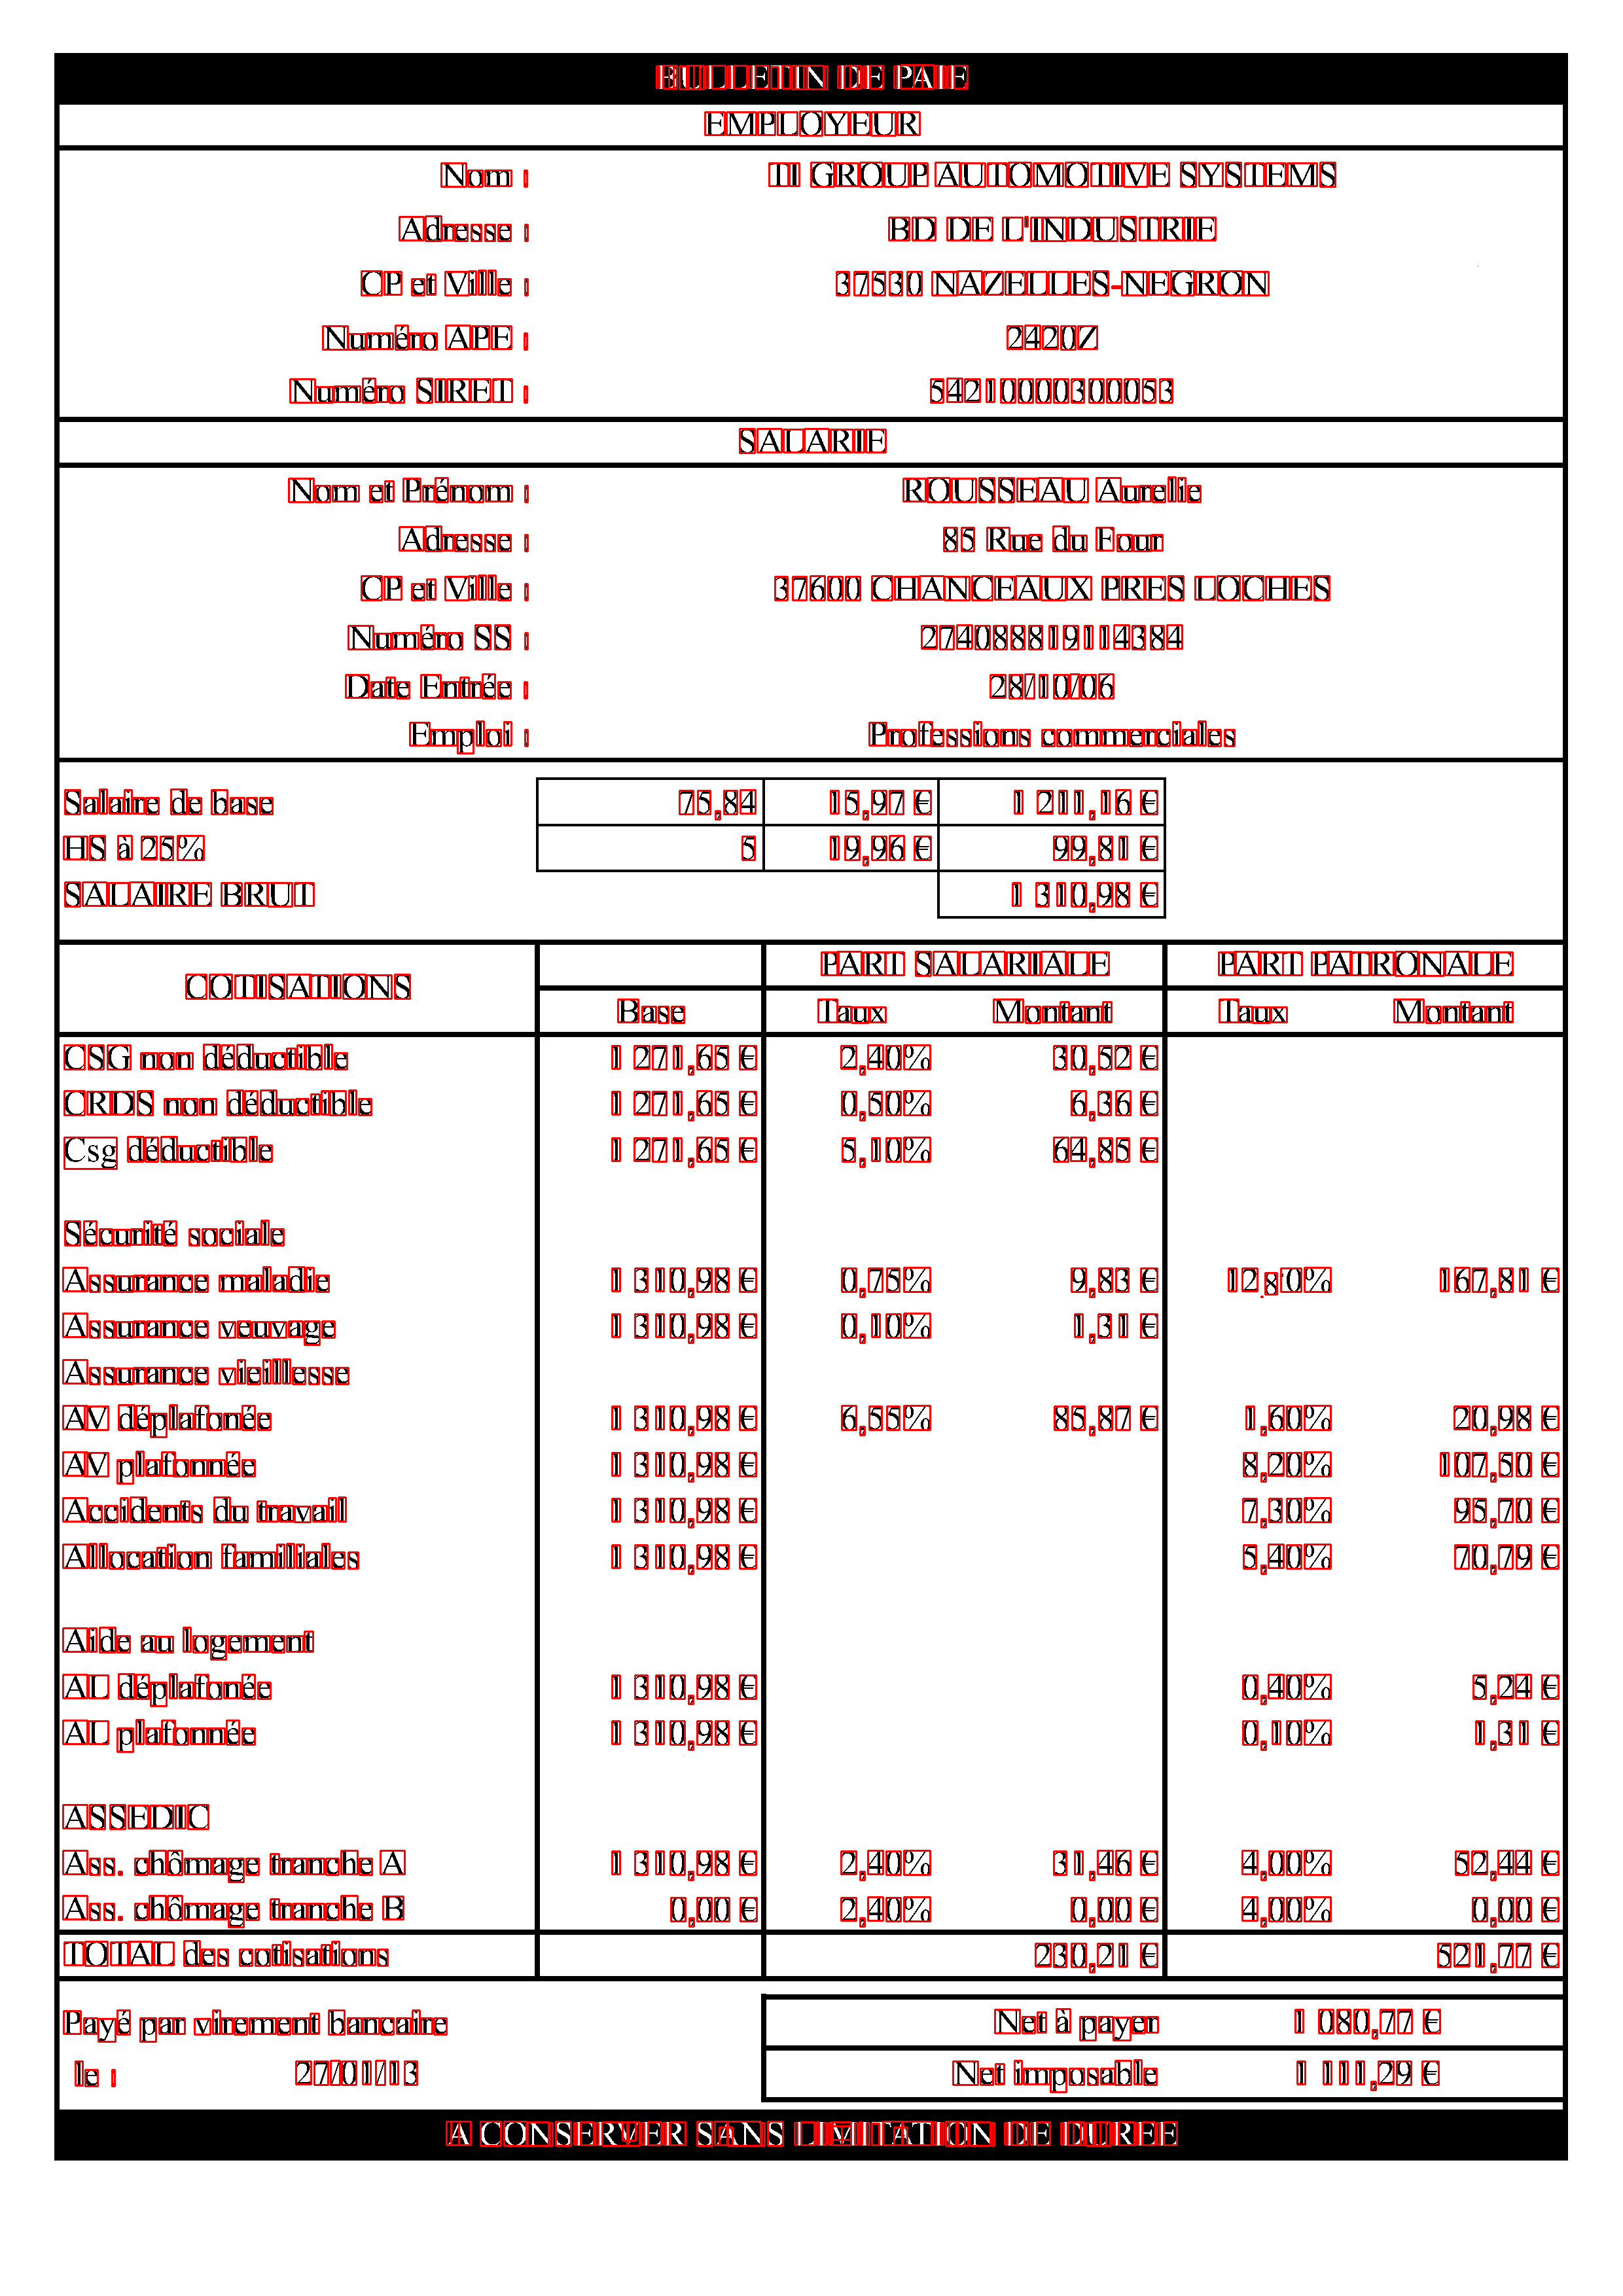 BULLETIN DE PAIE
EMPLOYEUR
Nom : TI GROUP AUTOMOTIVE SYSTEMS
Adresse : BD DE L'INDUSTRIE
CP et Ville : 37530 NAZELLES-NEGRON
Numéro APE : 2420Z
Numéro SIRET : 54210000300053
SALARIE
Nom et Prénom : ROUSSEAU Aurelie
Adresse : 85 Rue du Four
CP et Ville : 37600 CHANCEAUX PRES LOCHES
Numéro SS : 274088819114384
Date Entrée : 28/10/06
Emploi : Professions commerciales
Salaire de base 75,84 15,97 € 1 211,16 €
HS à 25% 5 19,96 € 99,81 €
SALAIRE BRUT 1 310,98 €
COTISATIONS PART SALARIALE PART PATRONALE
Base Taux Montant Taux Montant
CSG non déductible 1 271,65 € 2,40% 30,52 €
CRDS non déductible 1 271,65 € 0,50% 6,36 €
Csg déductible 1 271,65 € 5,10% 64,85 €
Sécurité sociale
Assurance maladie 1 310,98 € 0,75% 9,83 € 12,80% 167,81 €
Assurance veuvage 1 310,98 € 0,10% 1,31 €
Assurance vieillesse
AV déplafonée 1 310,98 € 6,55% 85,87 € 1,60% 20,98 €
AV plafonnée 1 310,98 € 8,20% 107,50 €
Accidents du travail 1 310,98 € 7,30% 95,70 €
Allocation familiales 1 310,98 € 5,40% 70,79 €
Aide au logement
AL déplafonée 1 310,98 € 0,40% 5,24 €
AL plafonnée 1 310,98 € 0,10% 1,31 €
ASSEDIC
Ass. chômage tranche A 1 310,98 € 2,40% 31,46 € 4,00% 52,44 €
Ass. chômage tranche B 0,00 € 2,40% 0,00 € 4,00% 0,00 €
TOTAL des cotisations 230,21 € 521,77 €
Payé par virement bancaire Net à payer 1 080,77 €
le : 27/01/13 Net imposable 1 111,29 €
A CONSERVER SANS LIMITATION DE DUREE